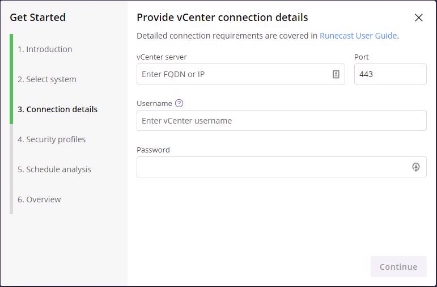 Get Started
1. Introduction
2. Select system
3. Connection details
4. Security profiles
5. Schedule analysis
6. Overview
Provide vCenter connection details
Detailed connection requirements are covered in Runecast User Guide.
vCenter server
Port
Enter FQDN or IP
443
Username
Enter vCenter username
Password
Continue